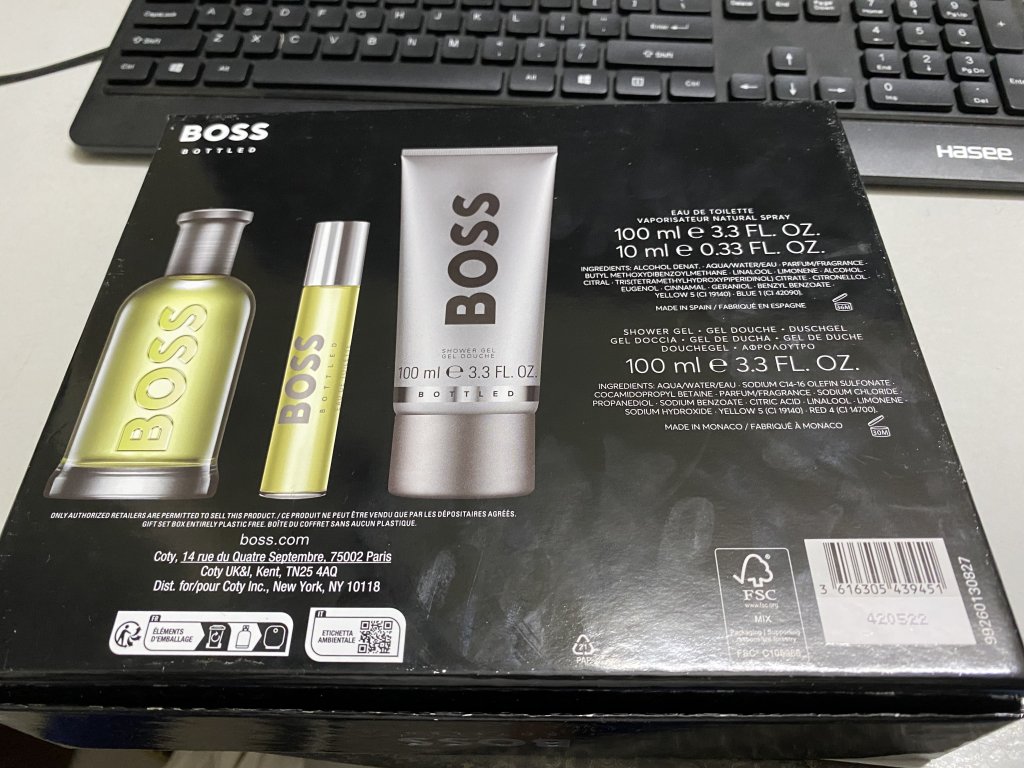 BOSS
BOTTLED
BOSS
BOSS
BOTTLED
BOSS
SHOWER GEL
GEL DOUCHE
100 ml e 3.3 FL. OZ.
BOTTLED
EAU DE TOILETTE
VAPORISATEUR NATURAL SPRAY
100 ml e 3.3 FL. OZ.
10 ml e 0.33 FL. OZ.
INGREDIENTS: ALCOHOL DENAT. · AQUA/WATER/EAU · PARFUM/FRAGRANCE ·
BUTYL METHOXYDIBENZOYLMETHANE · LINALOOL · LIMONENE · ALCOHOL ·
CITRAL · TRIS(TETRAMETHYLHYDROXYPIPERIDINOL) CITRATE · CITRONELLOL ·
EUGENOL · CINNAMAL · GERANIOL · BENZYL BENZOATE ·
YELLOW 5 (CI 19140) · BLUE 1 (CI 42090).
MADE IN SPAIN / FABRIQUÉ EN ESPAGNE
36M
SHOWER GEL · GEL DOUCHE · DUSCHGEL
GEL DOCCIA · GEL DE DUCHA · GEL DE DUCHE
DOUCHEGEL · ΑΦΡΟΛΟΥΤΡΟ
100 ml e 3.3 FL. OZ.
INGREDIENTS: AQUA/WATER/EAU · SODIUM C14-16 OLEFIN SULFONATE ·
COCAMIDOPROPYL BETAINE · PARFUM/FRAGRANCE · SODIUM CHLORIDE ·
PROPANEDIOL · SODIUM BENZOATE · CITRIC ACID · LINALOOL · LIMONENE ·
SODIUM HYDROXIDE · YELLOW 5 (CI 19140) · RED 4 (CI 14700).
MADE IN MONACO / FABRIQUÉ À MONACO
30M
ONLY AUTHORIZED RETAILERS ARE PERMITTED TO SELL THIS PRODUCT. / CE PRODUIT NE PEUT ÊTRE VENDU QUE PAR LES DÉPOSITAIRES AGRÉÉS.
GIFT SET BOX ENTIRELY PLASTIC FREE. BOÎTE DU COFFRET SANS AUCUN PLASTIQUE.
boss.com
Coty, 14 rue du Quatre Septembre, 75002 Paris
Coty UK&I, Kent, TN25 4AQ
Dist. for/pour Coty Inc., New York, NY 10118
FR
ÉLÉMENTS
D'EMBALLAGE
IT
ETICHETTA
AMBIENTALE
21
PAP
FSC
www.fsc.org
MIX
Packaging | Supporting
3 616305 439451
420522
99260130827
Hasee